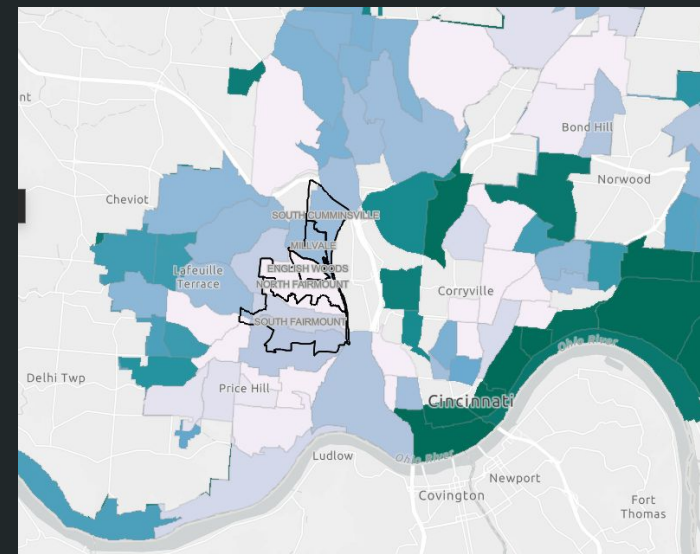 nt
Bond Hill
Norwood
Cheviot
SOUTH CUMMINSVILLE
MILLVALE
ENGLISH WOODS
Lafeuille
Terrace
NORTH FAIRMOUNT
Corryville
SOUTH FAIRMOUNT
Ohio River
Delhi Twp
Price Hill
Cincinnati
Ludlow
Ohio River
Newport
Covington
Fort
Thomas